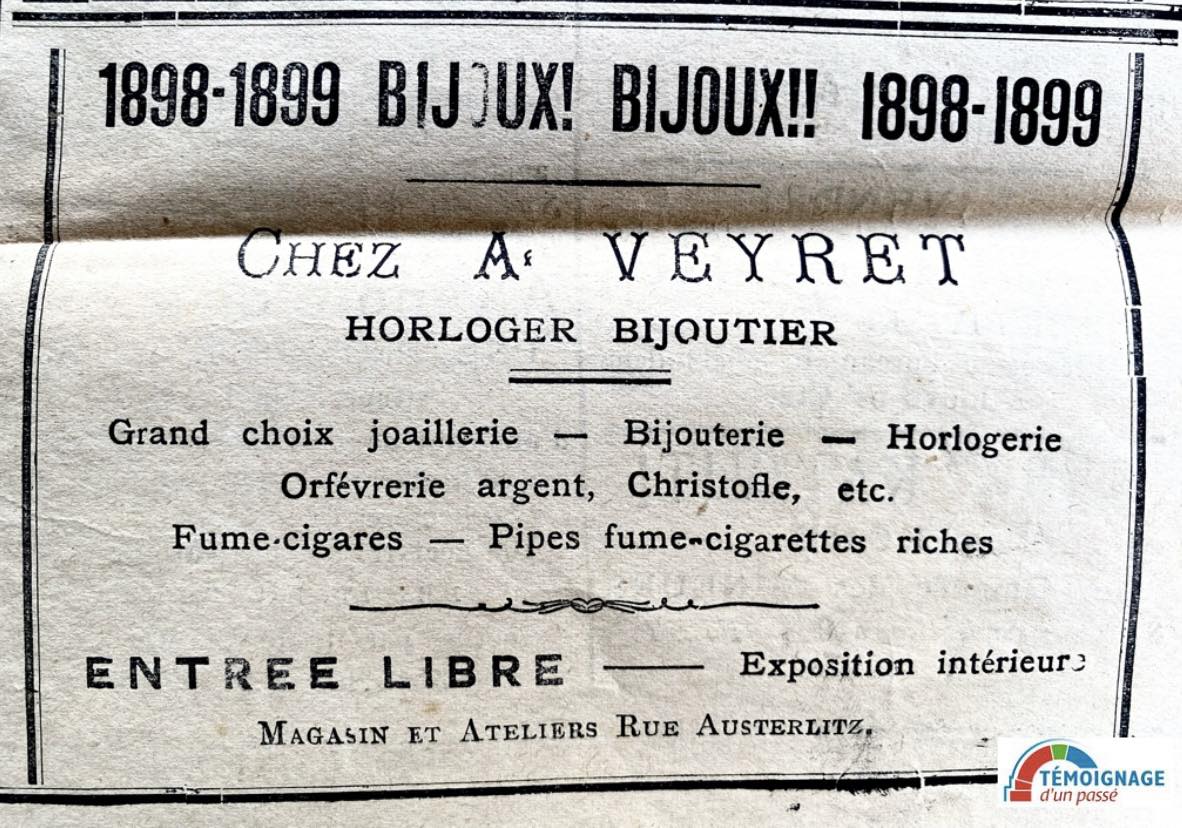 1898-1899 BIJOUX! BIJOUX!! 1898-1899
CHEZ A. VEYRET
HORLOGER BIJOUTIER
Grand choix joaillerie — Bijouterie — Horlogerie
Orfévrerie argent, Christofle, etc.
Fume-cigares — Pipes fume-cigarettes riches
ENTREE LIBRE — Exposition intérieure
MAGASIN ET ATELIERS RUE AUSTERLITZ.
TÉMOIGNAGE
d'un passé